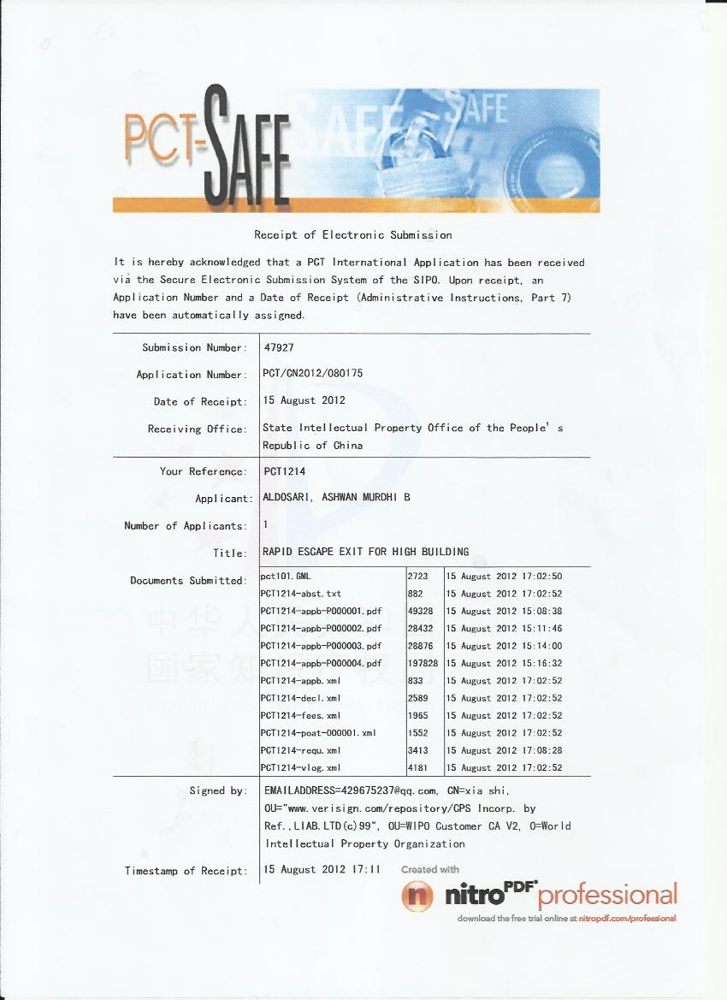 PCT-SAFE
SAFE
SAFE
Receipt of Electronic Submission
It is hereby acknowledged that a PCT International Application has been received
via the Secure Electronic Submission System of the SIPO. Upon receipt, an
Application Number and a Date of Receipt (Administrative Instructions, Part 7)
have been automatically assigned.
Submission Number: 47927
Application Number: PCT/CN2012/080175
Date of Receipt: 15 August 2012
Receiving Office: State Intellectual Property Office of the People's
Republic of China
Your Reference: PCT1214
Applicant: ALDOSARI, ASHWAN MURDHI B
Number of Applicants: 1
Title: RAPID ESCAPE EXIT FOR HIGH BUILDING
Documents Submitted: pct101.GML 2723 15 August 2012 17:02:50
PCT1214-abst.txt 882 15 August 2012 17:02:52
PCT1214-appb-P000001.pdf 49328 15 August 2012 15:08:38
PCT1214-appb-P000002.pdf 28432 15 August 2012 15:11:46
PCT1214-appb-P000003.pdf 28876 15 August 2012 15:14:00
PCT1214-appb-P000004.pdf 197828 15 August 2012 15:16:32
PCT1214-appb.xml 833 15 August 2012 17:02:52
PCT1214-decl.xml 2589 15 August 2012 17:02:52
PCT1214-fees.xml 1965 15 August 2012 17:02:52
PCT1214-poat-000001.xml 1552 15 August 2012 17:02:52
PCT1214-requ.xml 3413 15 August 2012 17:08:28
PCT1214-vlog.xml 4181 15 August 2012 17:02:52
Signed by: EMAILADDRESS=429675237@qq.com, CN=xia shi,
OU="www.verisign.com/repository/CPS Incorp. by
Ref.,LIAB.LTD(c)99", OU=WIPO Customer CA V2, O=World
Intellectual Property Organization
Timestamp of Receipt: 15 August 2012 17:11
Created with
nitroPDF professional
download the free trial online at nitropdf.com/professional